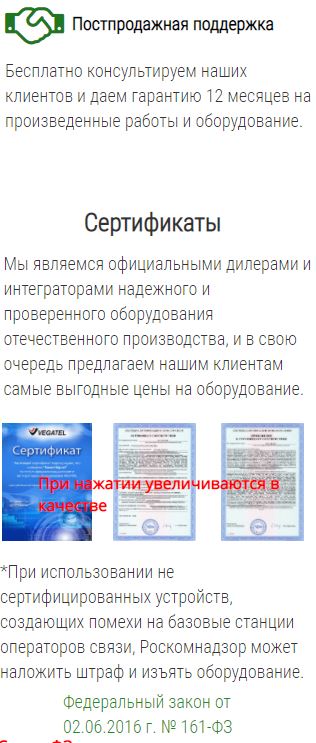 Постпродажная поддержка
Бесплатно консультируем наших
клиентов и даем гарантию 12 месяцев на
произведенные работы и оборудование.
Сертификаты
Мы являемся официальными дилерами и
интеграторами надежного и
проверенного оборудования
отечественного производства, и в свою
очередь предлагаем нашим клиентам
самые выгодные цены на оборудование.
VEGATEL
Сертификат
При нажатии увеличиваются в
качестве
*При использовании не
сертифицированных устройств,
создающих помехи на базовые станции
операторов связи, Роскомнадзор может
наложить штраф и изъять оборудование.
Федеральный закон от
02.06.2016 г. № 161-ФЗ